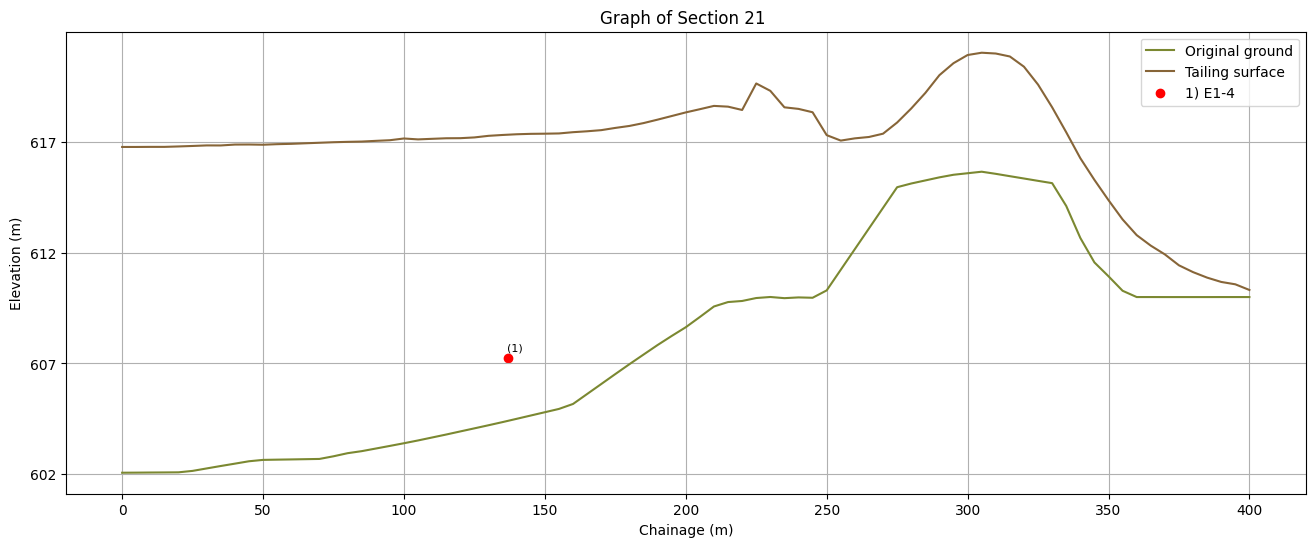 Graph of Section 21
Original ground
Tailing surface
1) E1-4
617
612
607
602
Elevation (m)
(1)
0 50 100 150 200 250 300 350 400
Chainage (m)